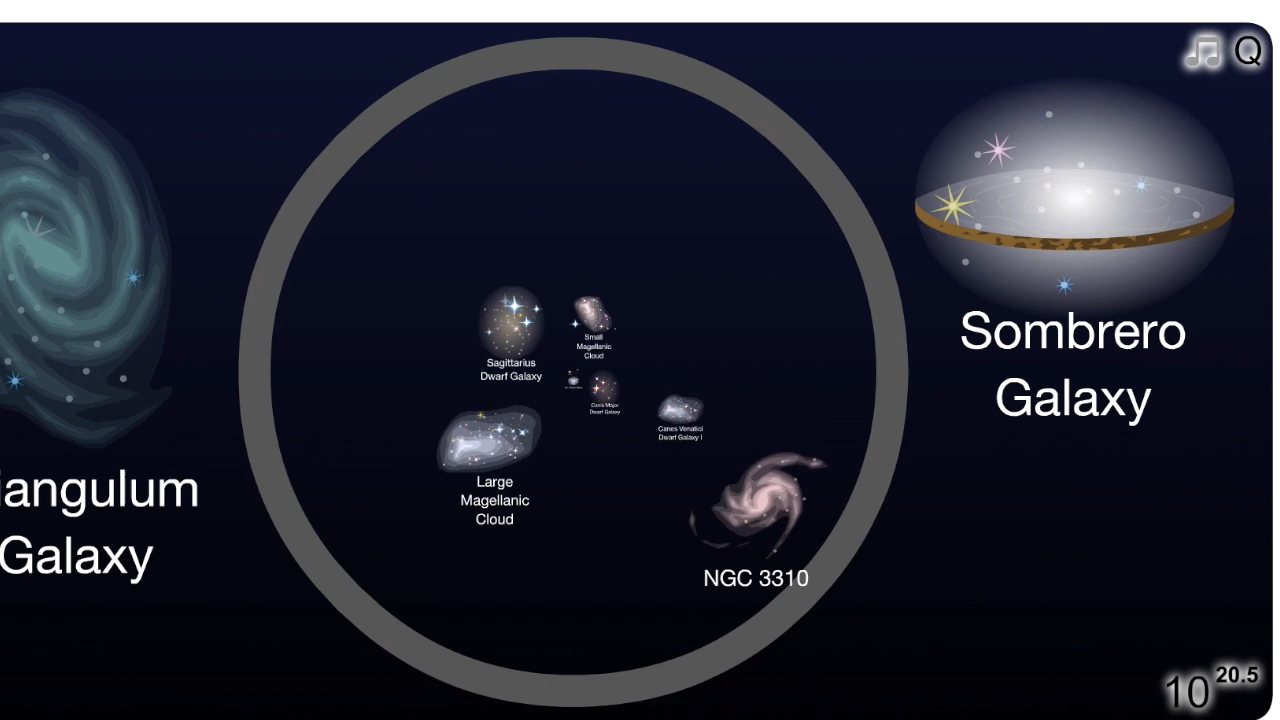 Q
Sombrero
Galaxy
Small
Magellanic
Cloud
Sagittarius
Dwarf Galaxy
Canis Major
Dwarf Galaxy
Canes Venatici
Dwarf Galaxy I
Large
Magellanic
Cloud
iangulum
Galaxy
NGC 3310
10 20.5